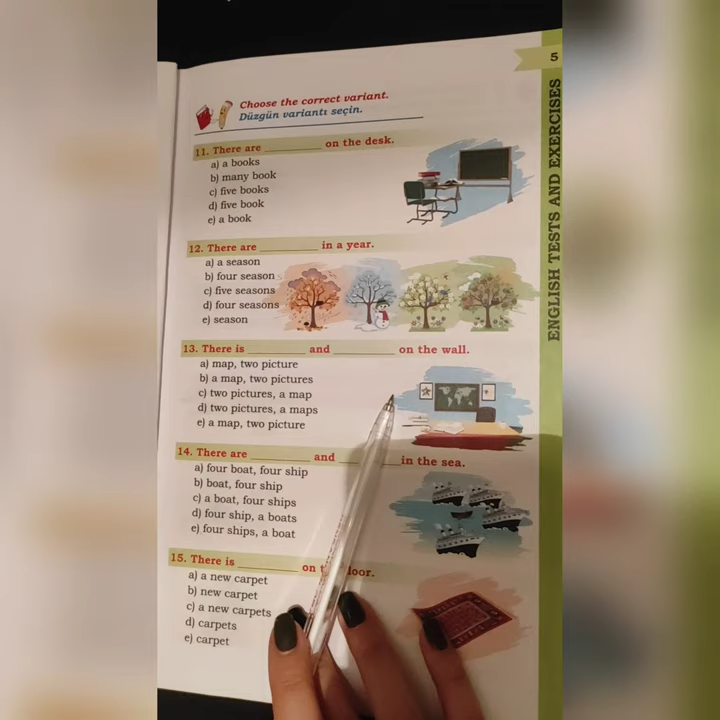 5
ENGLISH TESTS AND EXERCISES
Choose the correct variant.
Düzgün variantı seçin.
11. There are __________ on the desk.
a) a books
b) many book
c) five books
d) five book
e) a book
12. There are __________ in a year.
a) a season
b) four season
c) five seasons
d) four seasons
e) season
13. There is __________ and __________ on the wall.
a) map, two picture
b) a map, two pictures
c) two pictures, a map
d) two pictures, a maps
e) a map, two picture
14. There are __________ and __________ in the sea.
a) four boat, four ship
b) boat, four ship
c) a boat, four ships
d) four ship, a boats
e) four ships, a boat
15. There is __________ on
a) a new carpet
b) new carpet
c) a new carpets
d) carpets
e) carpet